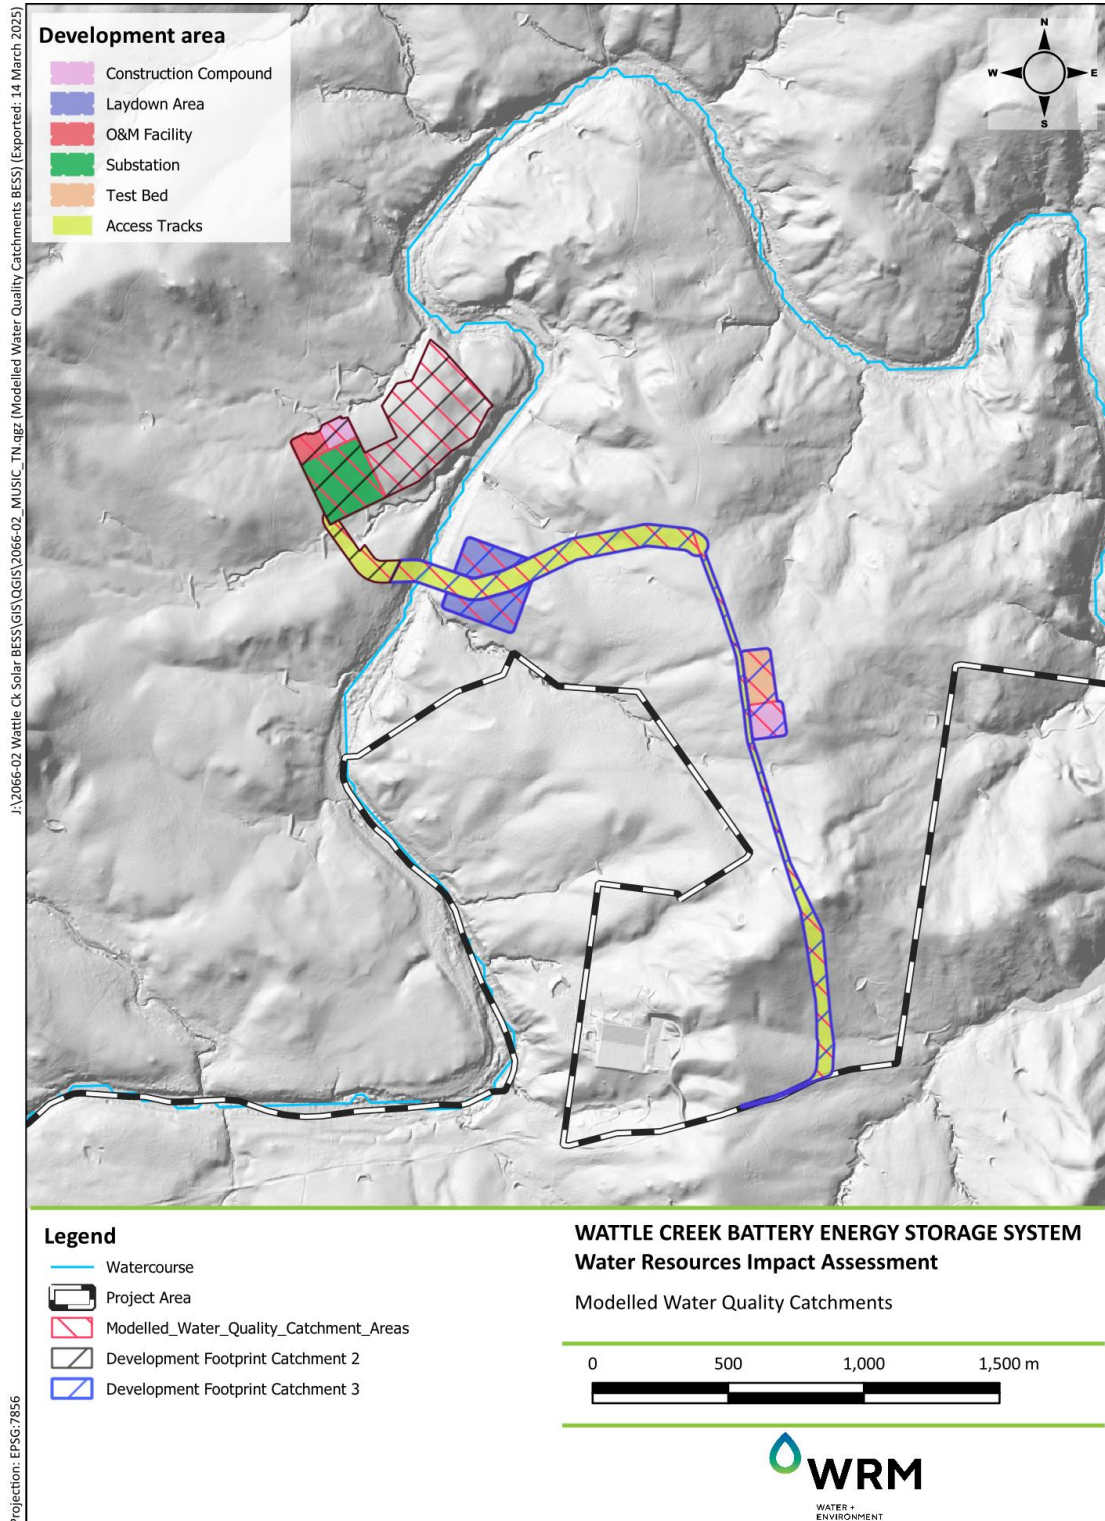 J:\2066-02 Wattle Ck Solar BESS\GIS\QGIS\2066-02_MUSIC_TN.qgz (Modelled Water Quality Catchments BESS) (Exported: 14 March 2025)
Development area
Construction Compound
Laydown Area
O&M Facility
Substation
Test Bed
Access Tracks
N
W E
S
Projection: EPSG:7856
Legend
Watercourse
Project Area
Modelled_Water_Quality_Catchment_Areas
Development Footprint Catchment 2
Development Footprint Catchment 3
WATTLE CREEK BATTERY ENERGY STORAGE SYSTEM
Water Resources Impact Assessment
Modelled Water Quality Catchments
0 500 1,000 1,500 m
WRM
WATER +
ENVIRONMENT